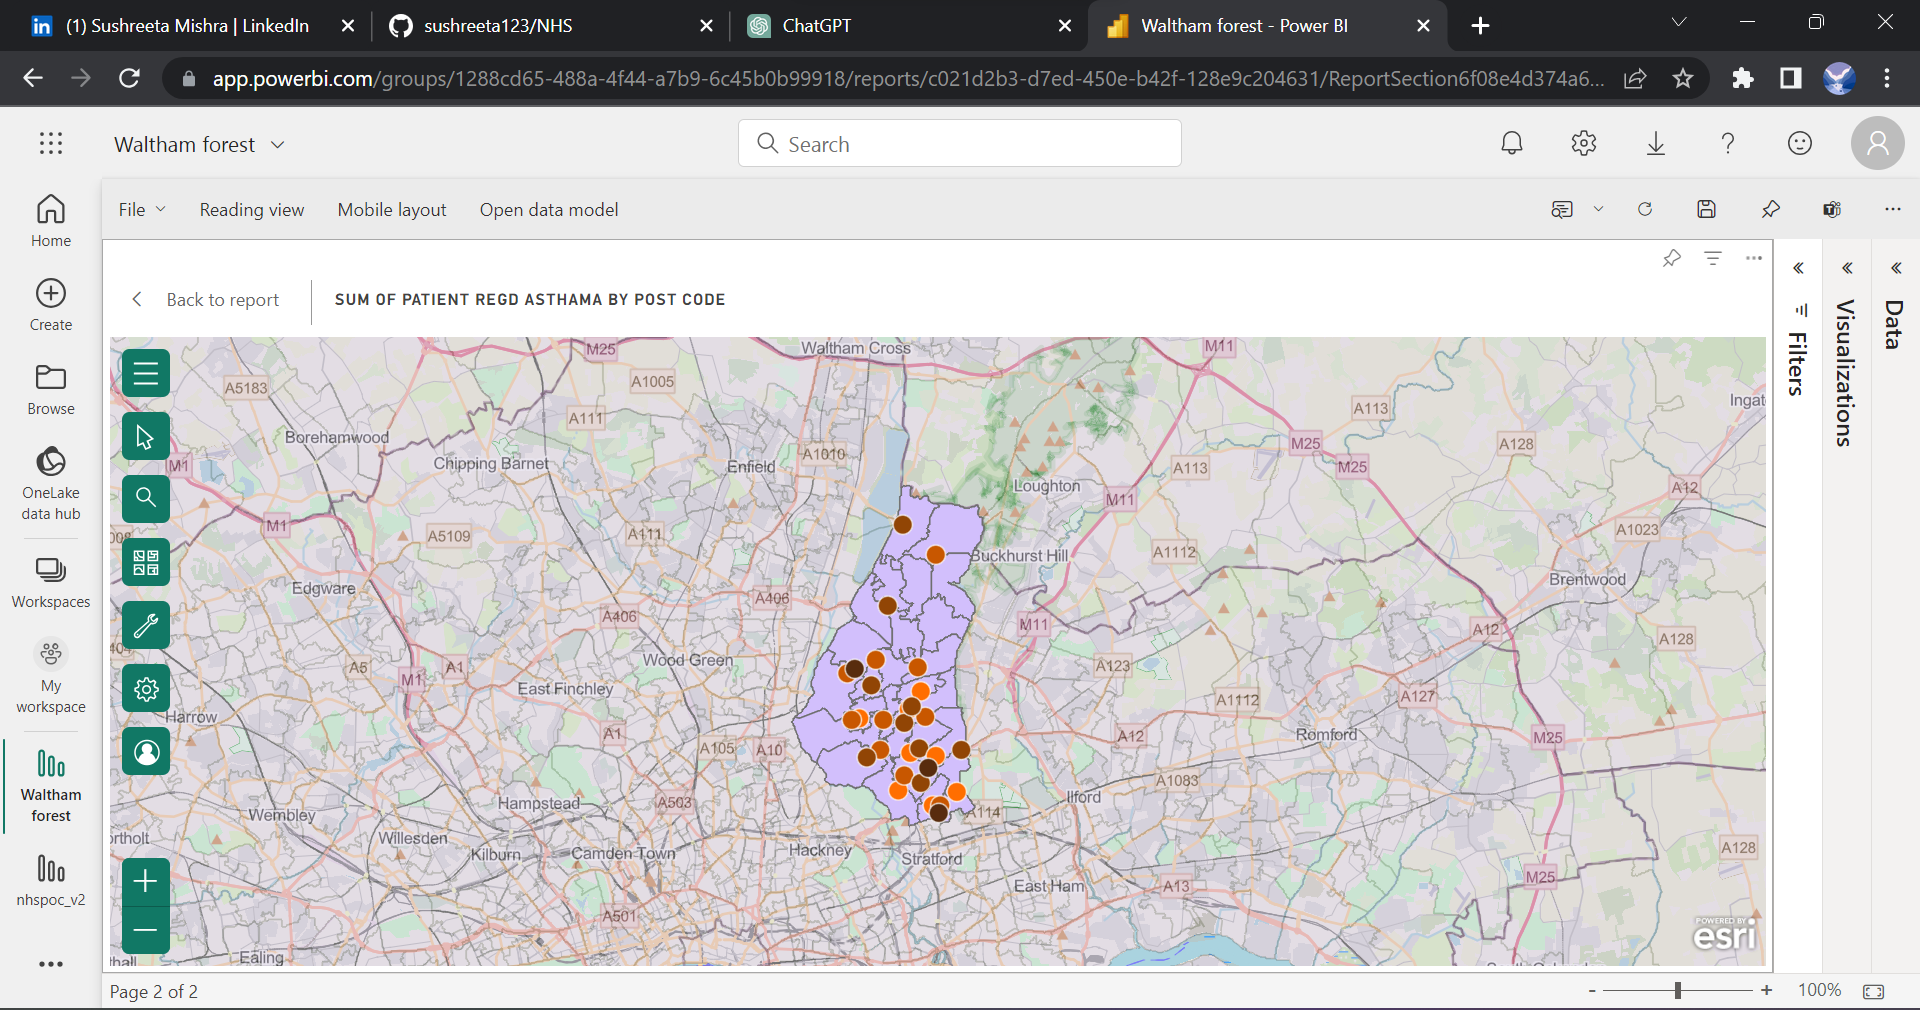 (1) Sushreeta Mishra | LinkedIn
sushreeta123/NHS
ChatGPT
Waltham forest - Power BI
app.powerbi.com/groups/1288cd65-488a-4f44-a7b9-6c45b0b99918/reports/c021d2b3-d7ed-450e-b42f-128e9c204631/ReportSection6f08e4d374a6...
Waltham forest
Search
File
Reading view
Mobile layout
Open data model
Home
Create
Browse
OneLake
data hub
Workspaces
My
workspace
Waltham
forest
nhspoc_v2
Back to report
SUM OF PATIENT REGD ASTHAMA BY POST CODE
Filters
Visualizations
Data
M25
Waltham Cross
M11
A5183
A1005
A111
A113
Ingat
Borehamwood
Chipping Barnet
Enfield
A1010
M25
A128
M1
A113
M25
Loughton
M11
A12
M1
A5109
A111
A1023
Buckhurst Hill
A1112
Edgware
A406
A406
Brentwood
M11
A12
A128
A5
A1
M1
Wood Green
A123
East Finchley
A1112
A127
Harrow
A1
A105
A10
A12
Romford
M25
A1083
Hampstead
A503
Ilford
A114
Wembley
rtholt
Willesden
Kilburn
Camden Town
Hackney
Stratford
A128
East Ham
A13
M25
A501
Ealing
POWERED BY
esri
Page 2 of 2
100%